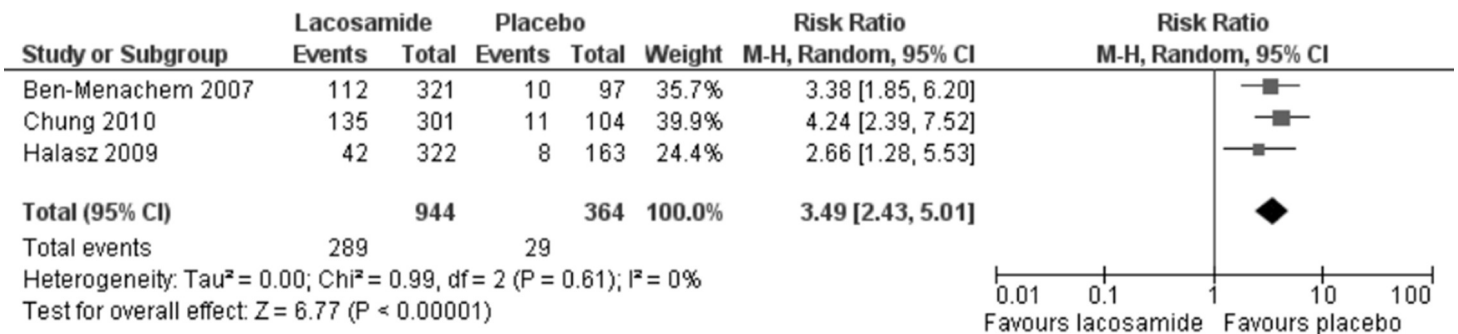 Lacosamide Placebo Risk Ratio Risk Ratio
Study or Subgroup Events Total Events Total Weight M-H, Random, 95% CI M-H, Random, 95% CI
Ben-Menachem 2007 112 321 10 97 35.7% 3.38 [1.85, 6.20]
Chung 2010 135 301 11 104 39.9% 4.24 [2.39, 7.52]
Halasz 2009 42 322 8 163 24.4% 2.66 [1.28, 5.53]
Total (95% CI) 944 364 100.0% 3.49 [2.43, 5.01]
Total events 289 29
Heterogeneity: Tau² = 0.00; Chi² = 0.99, df = 2 (P = 0.61); I² = 0%
Test for overall effect: Z = 6.77 (P < 0.00001)
0.01 0.1 1 10 100
Favours lacosamide Favours placebo